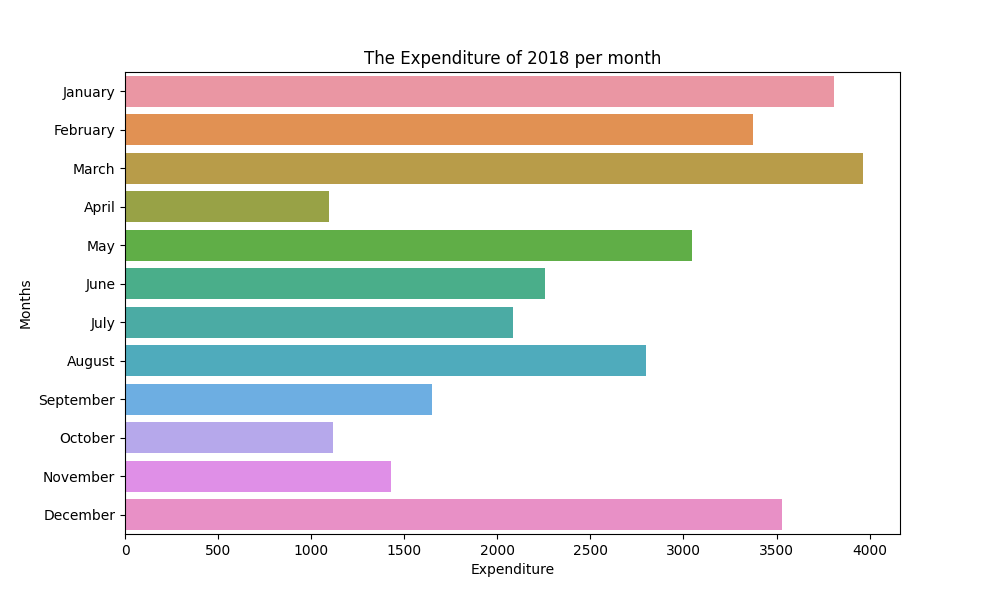 The Expenditure of 2018 per month
January
February
March
April
May
June
July
August
September
October
November
December
Months
0 500 1000 1500 2000 2500 3000 3500 4000
Expenditure